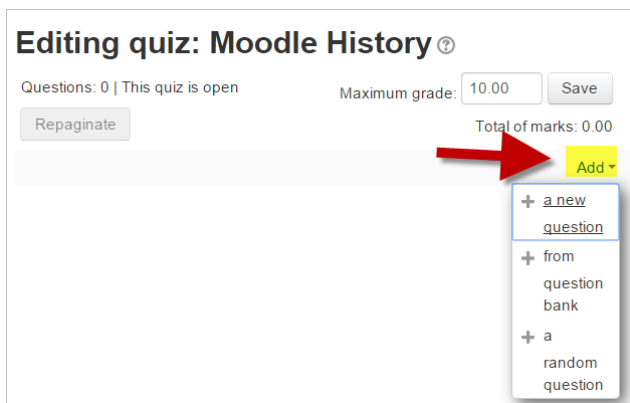 Editing quiz: Moodle History
Questions: 0 | This quiz is open
Maximum grade: 10.00 Save
Repaginate
Total of marks: 0.00
Add
a new
question
from
question
bank
a
random
question